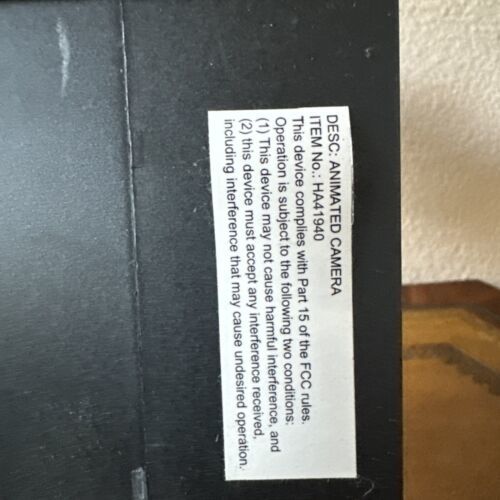 DESC: ANIMATED CAMERA
ITEM No.: HA41940
This device complies with Part 15 of the FCC rules.
Operation is subject to the following two conditions:
(1) This device may not cause harmful interference, and
(2) this device must accept any interference received,
including interference that may cause undesired operation.